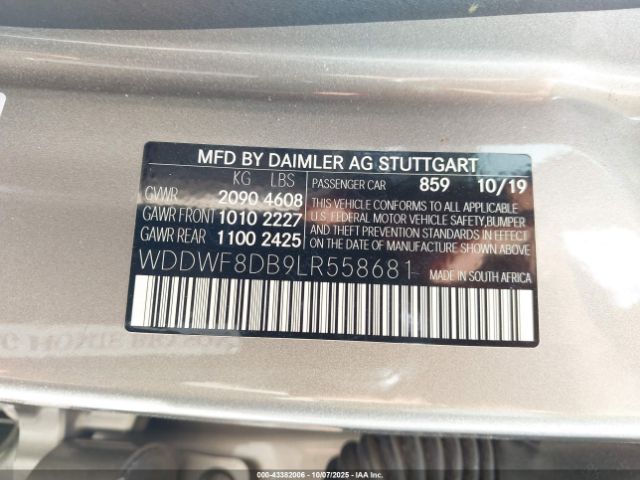 MFD BY DAIMLER AG STUTTGART
KG LBS
GVWR 2090 4608
GAWR FRONT 1010 2227
GAWR REAR 1100 2425
PASSENGER CAR 859 10/19
THIS VEHICLE CONFORMS TO ALL APPLICABLE
U.S. FEDERAL MOTOR VEHICLE SAFETY, BUMPER
AND THEFT PREVENTION STANDARDS IN EFFECT
ON THE DATE OF MANUFACTURE SHOWN ABOVE
WDDWF8DB9LR558681
MADE IN SOUTH AFRICA
000-43382006 - 10/07/2025 - IAAI.COM